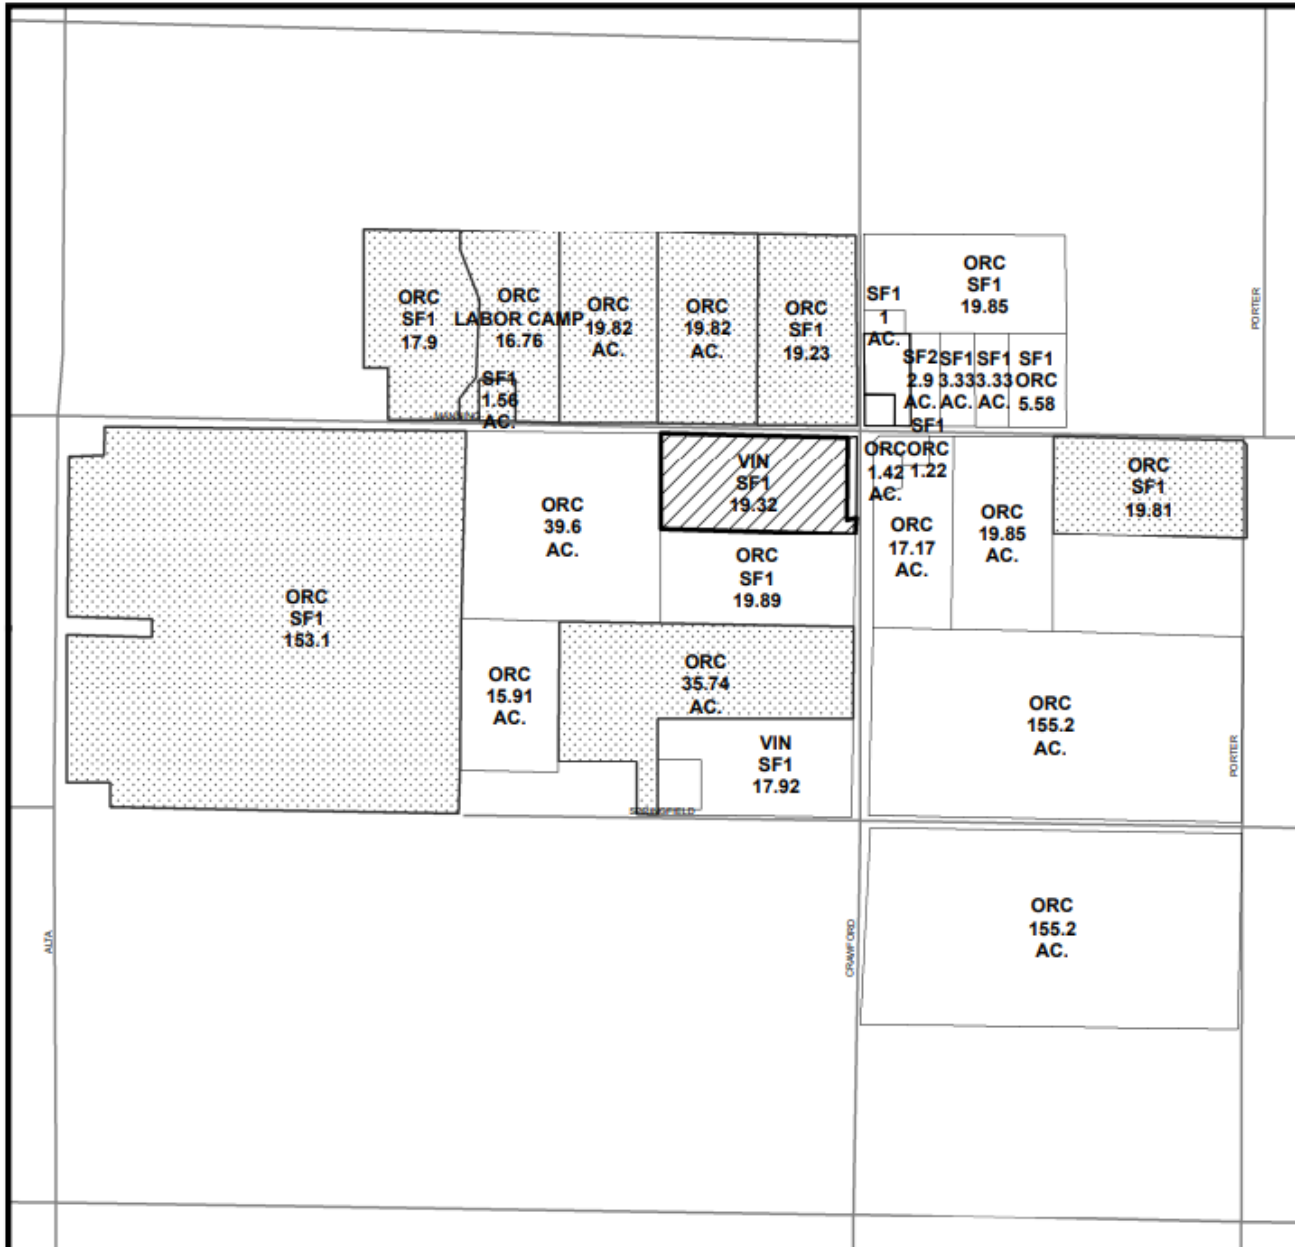 ORC
SF1
19.85
PORTER
SF1
1
AC.
ORC
SF1
17.9
ORC
LABOR CAMP
16.76
ORC
19.82
AC.
ORC
19.82
AC.
ORC
SF1
19.23
SF2
2.9
AC.
SF1
3.33
AC.
SF1
3.33
AC.
SF1
ORC
5.58
SF1
1.56
AC.
MANNING
SF1
ORC
1.22
ORC
1.42
AC.
VIN
SF1
19.32
ORC
SF1
19.81
ORC
39.6
AC.
ORC
17.17
AC.
ORC
19.85
AC.
ORC
SF1
19.89
ORC
SF1
153.1
ORC
15.91
AC.
ORC
35.74
AC.
ORC
155.2
AC.
VIN
SF1
17.92
PORTER
SPRINGFIELD
ORC
155.2
AC.
ALTA
CRAWFORD